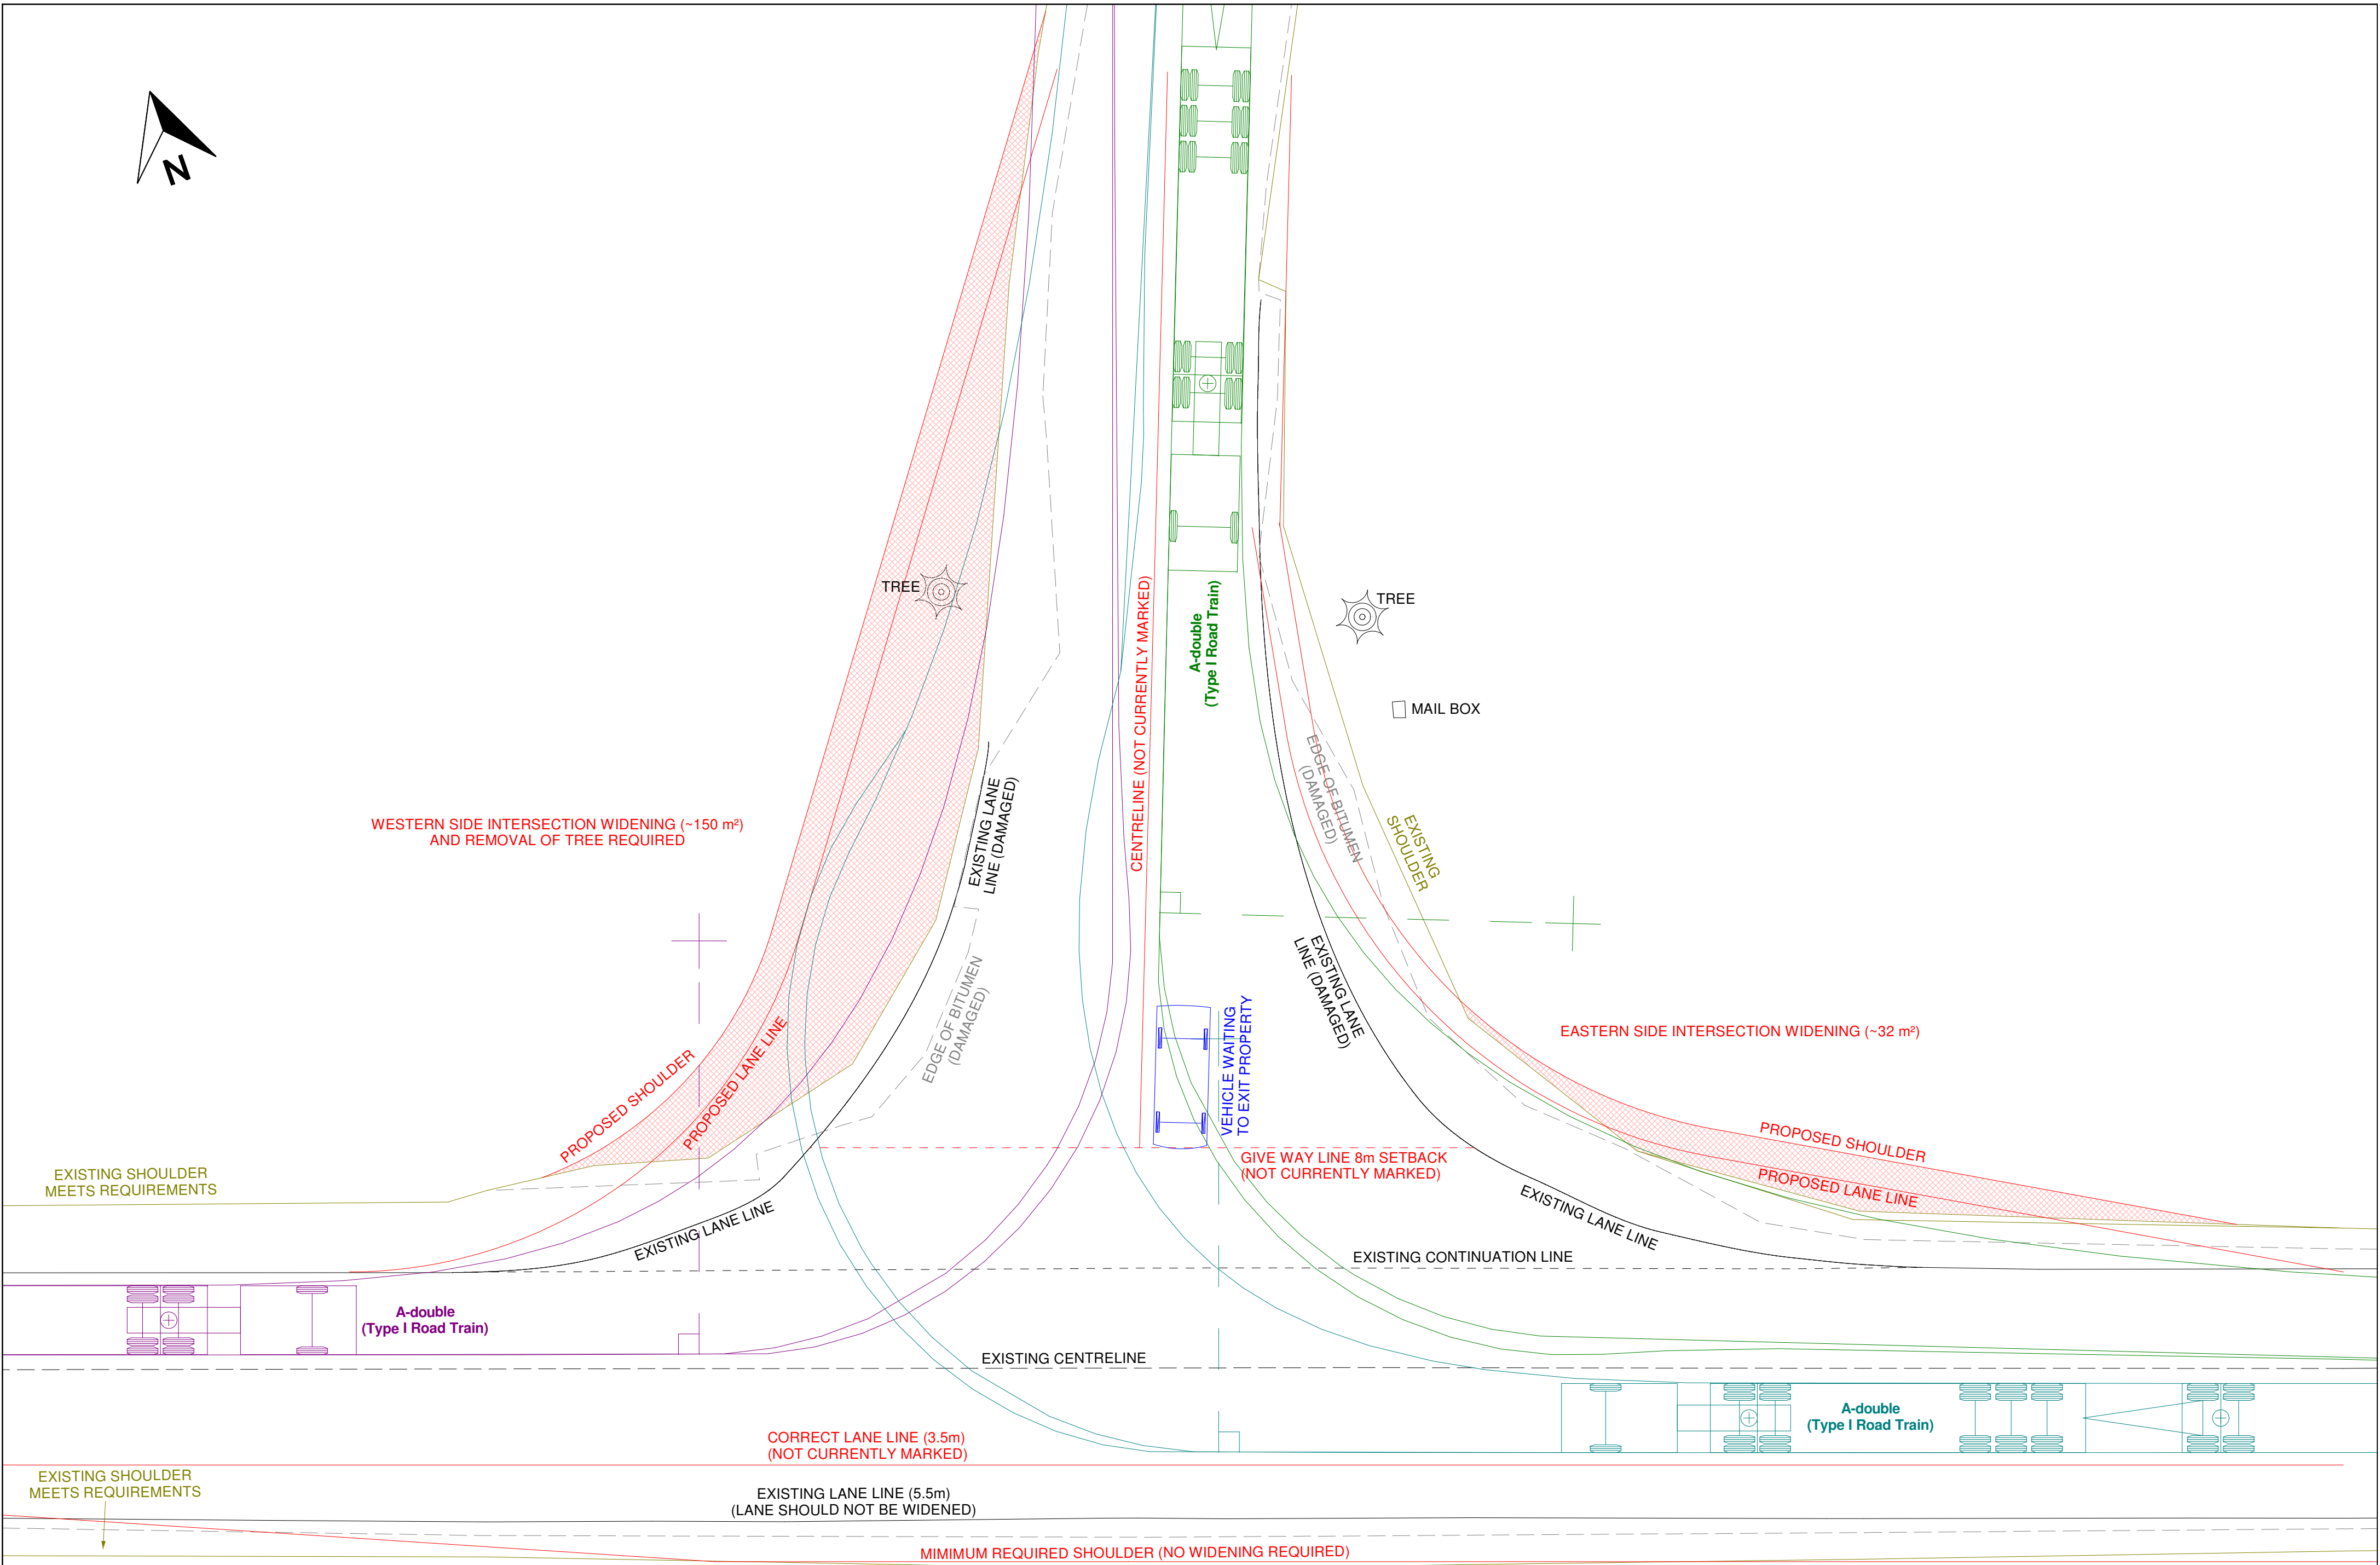 N
TREE
CENTRELINE (NOT CURRENTLY MARKED)
A-double
(Type I Road Train)
TREE
MAIL BOX
WESTERN SIDE INTERSECTION WIDENING (~150 m²)
AND REMOVAL OF TREE REQUIRED
EXISTING LANE
LINE (DAMAGED)
EDGE OF BITUMEN
(DAMAGED)
EXISTING
SHOULDER
EDGE OF BITUMEN
(DAMAGED)
EXISTING LANE
LINE (DAMAGED)
VEHICLE WAITING
TO EXIT PROPERTY
EASTERN SIDE INTERSECTION WIDENING (~32 m²)
PROPOSED SHOULDER
PROPOSED LANE LINE
PROPOSED SHOULDER
PROPOSED LANE LINE
EXISTING SHOULDER
MEETS REQUIREMENTS
GIVE WAY LINE 8m SETBACK
(NOT CURRENTLY MARKED)
EXISTING LANE LINE
EXISTING LANE LINE
EXISTING CONTINUATION LINE
A-double
(Type I Road Train)
EXISTING CENTRELINE
A-double
(Type I Road Train)
CORRECT LANE LINE (3.5m)
(NOT CURRENTLY MARKED)
EXISTING SHOULDER
MEETS REQUIREMENTS
EXISTING LANE LINE (5.5m)
(LANE SHOULD NOT BE WIDENED)
MIMIMUM REQUIRED SHOULDER (NO WIDENING REQUIRED)